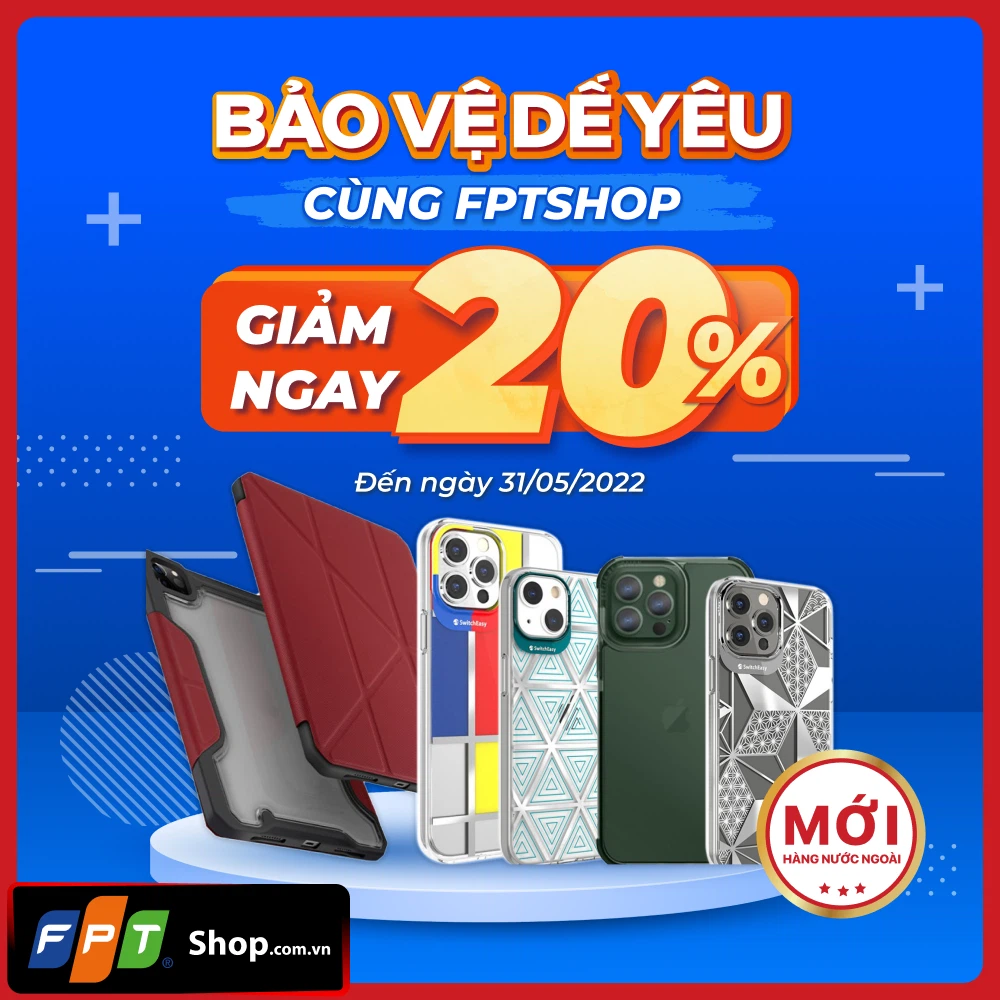 BẢO VỆ DẾ YÊU
CÙNG FPTSHOP
GIẢM
NGAY
20%
Đến ngày 31/05/2022
SwitchEasy
SwitchEasy
SwitchEasy
MỚI
HÀNG NƯỚC NGOÀI
FPT®
Shop.com.vn